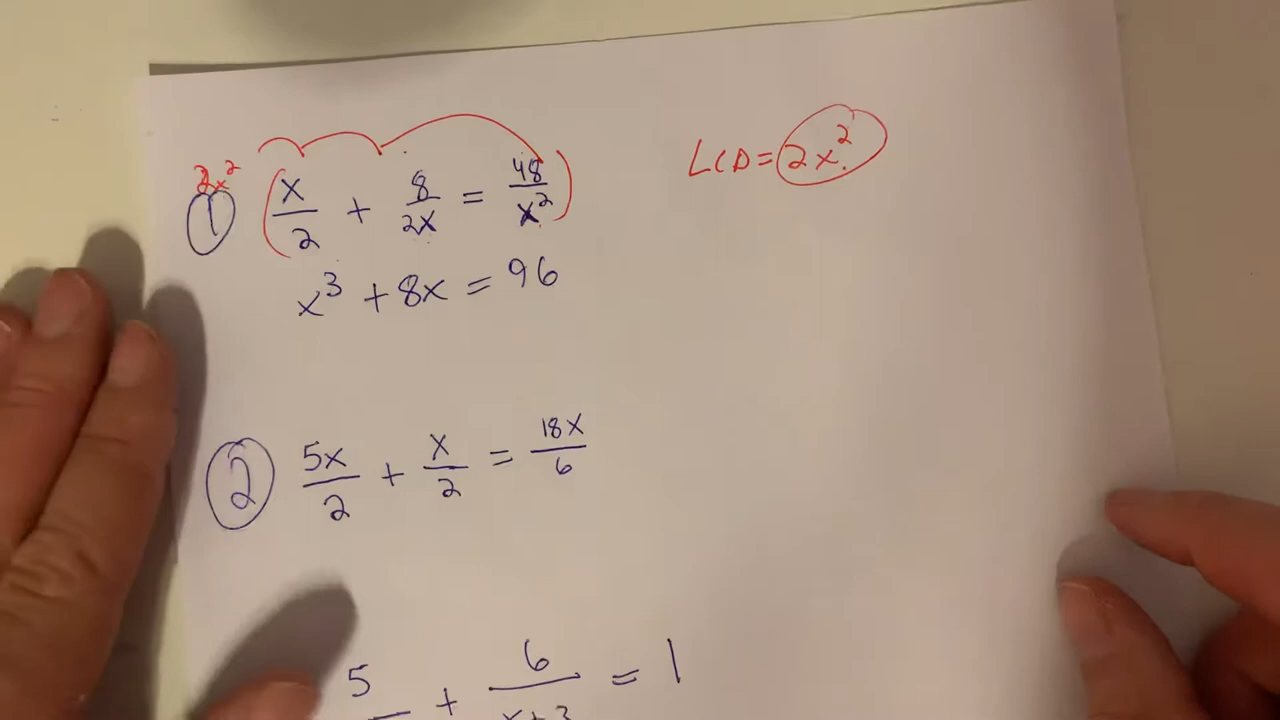 2x² LCD = 2x²
① (x/2 + 8/2x = 48/x²)
x³ + 8x = 96
② 5x/2 + x/2 = 18x/6
5 + 6/x+3 = 1